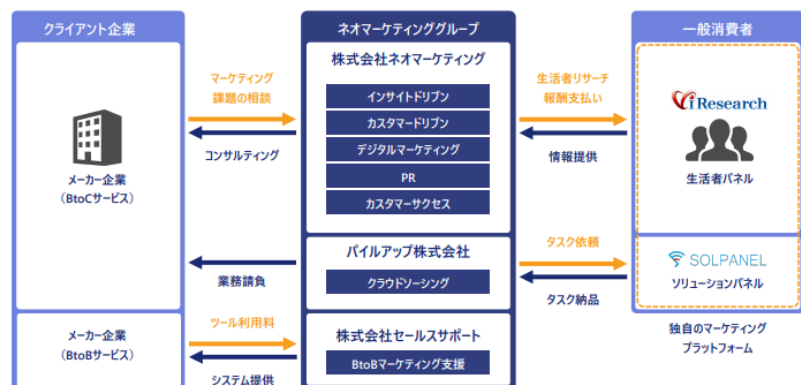 クライアント企業
メーカー企業
(BtoCサービス)
メーカー企業
(BtoBサービス)
マーケティング
課題の相談
コンサルティング
業務請負
ツール利用料
システム提供
ネオマーケティンググループ
株式会社ネオマーケティング
インサイトドリブン
カスタマードリブン
デジタルマーケティング
PR
カスタマーサクセス
パイルアップ株式会社
クラウドソーシング
株式会社セールスサポート
BtoBマーケティング支援
生活者リサーチ
報酬支払い
情報提供
タスク依頼
タスク納品
一般消費者
iResearch
生活者パネル
SOLPANEL
ソリューションパネル
独自のマーケティング
プラットフォーム